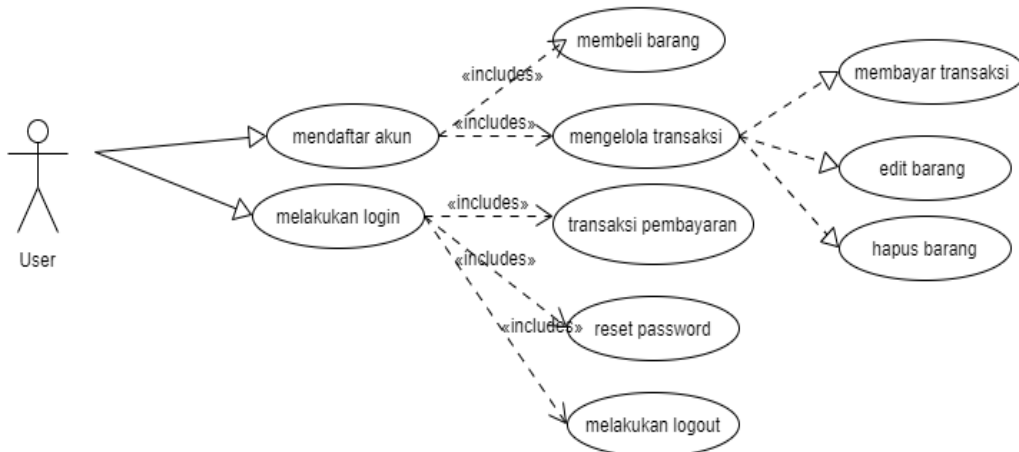 membeli barang
«includes»
membayar transaksi
mendaftar akun
«includes»
mengelola transaksi
edit barang
melakukan login
«includes»
transaksi pembayaran
hapus barang
User
«includes»
«includes»
reset password
melakukan logout